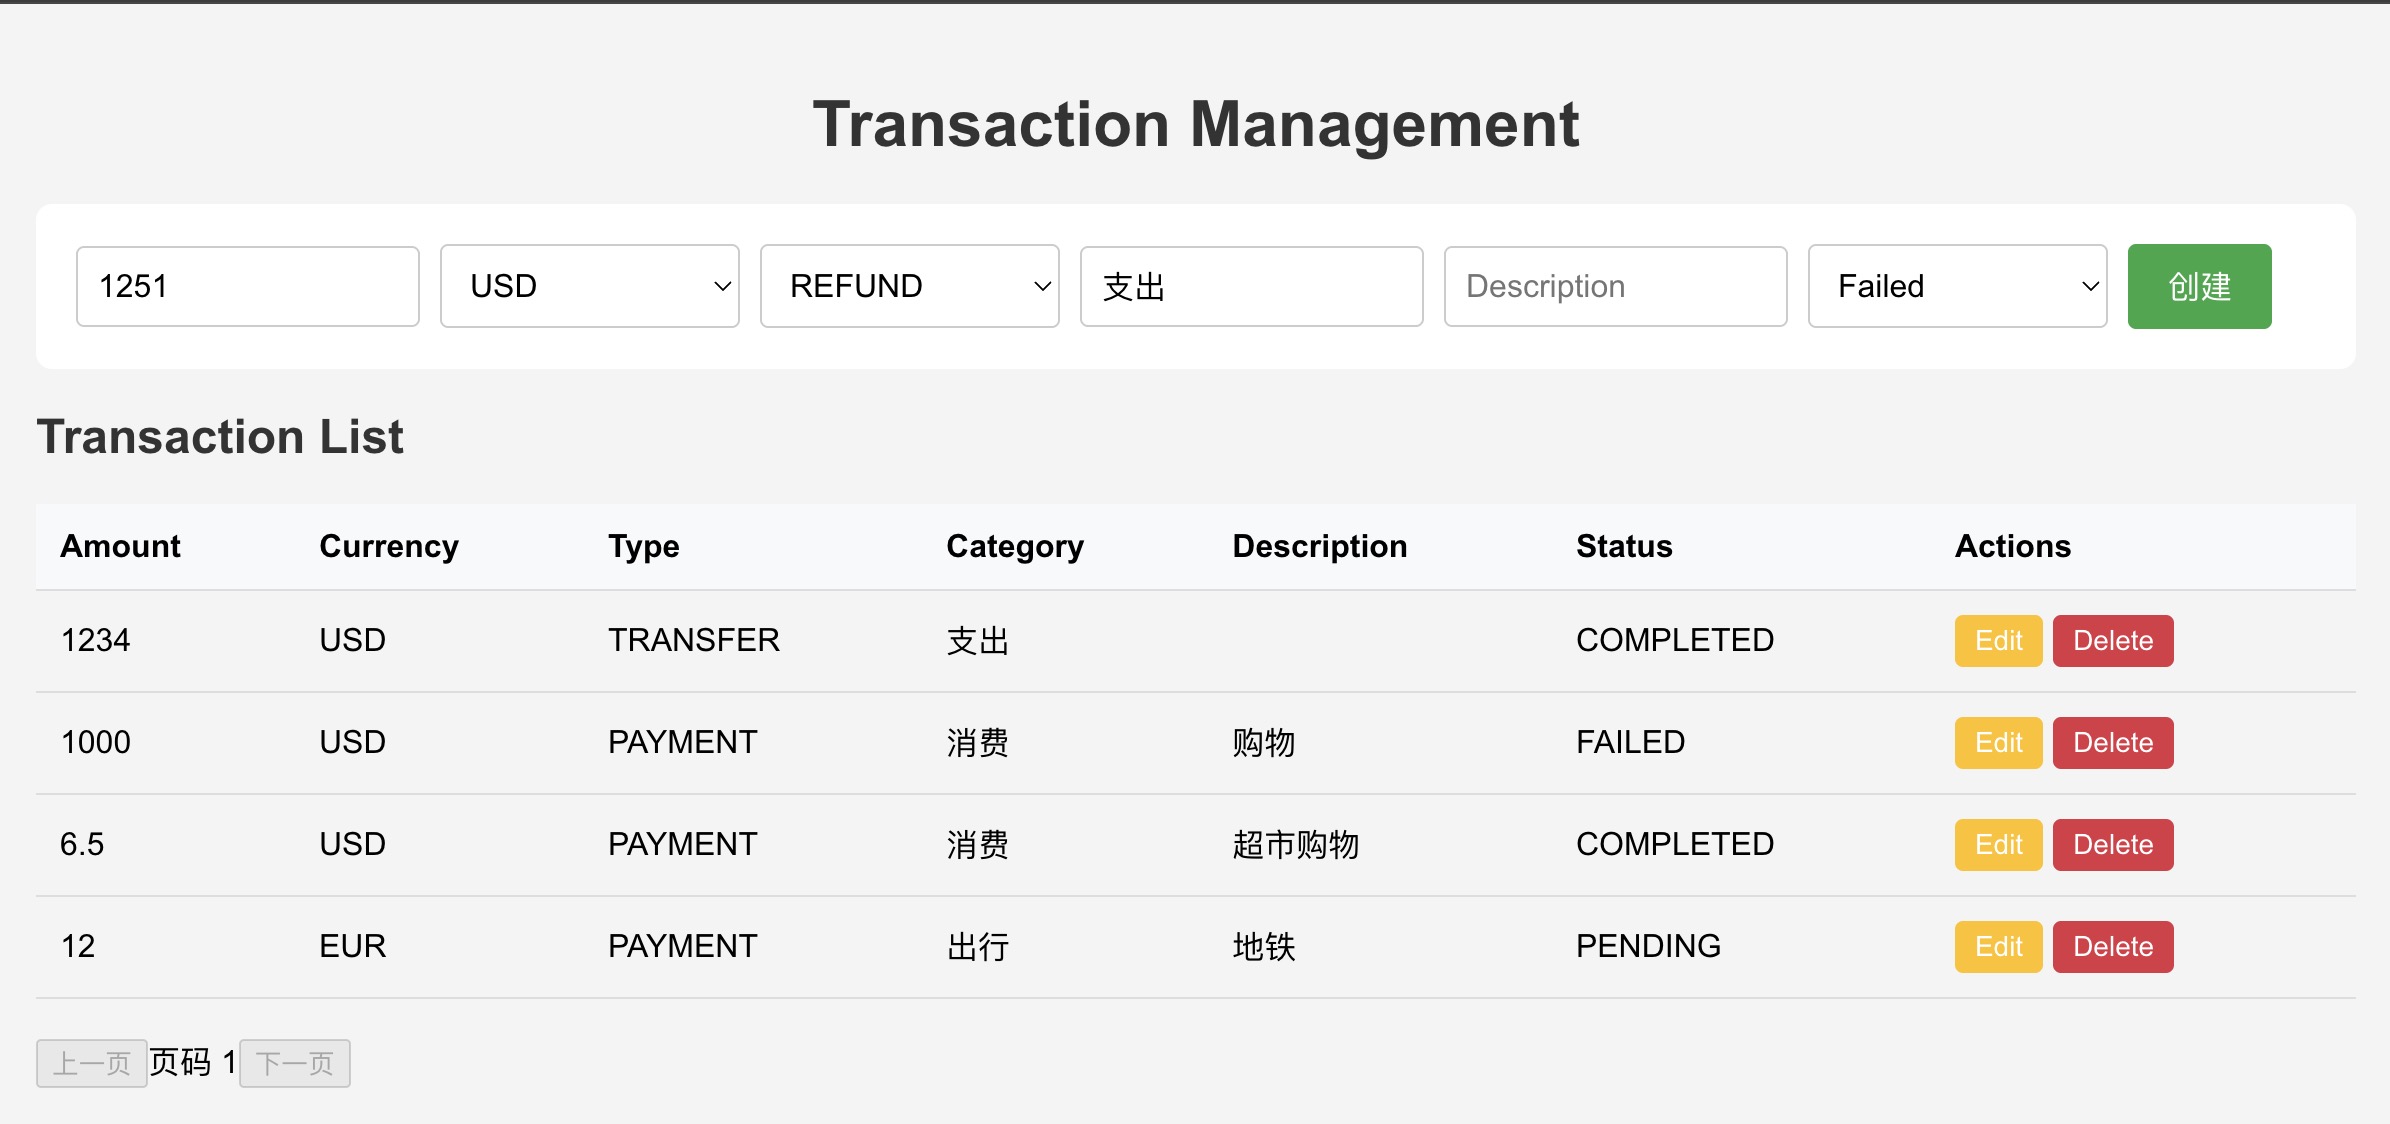 Transaction Management
1251 USD REFUND 支出 Description Failed 创建
Transaction List
Amount Currency Type Category Description Status Actions
1234 USD TRANSFER 支出 COMPLETED Edit Delete
1000 USD PAYMENT 消费 购物 FAILED Edit Delete
6.5 USD PAYMENT 消费 超市购物 COMPLETED Edit Delete
12 EUR PAYMENT 出行 地铁 PENDING Edit Delete
上一页 页码 1 下一页